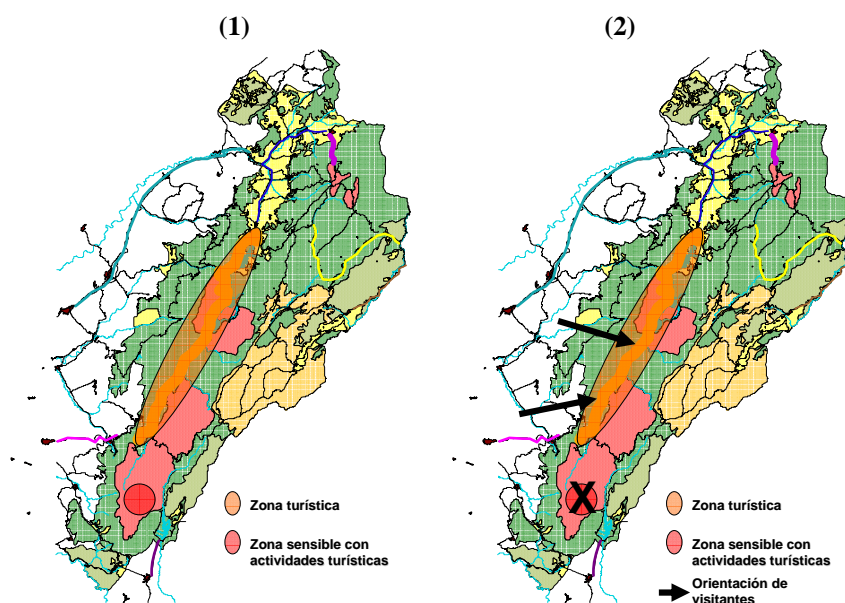 (1)
(2)
Zona turística
Zona sensible con
actividades turísticas
X
Zona turística
Zona sensible con
actividades turísticas
Orientación de
visitantes